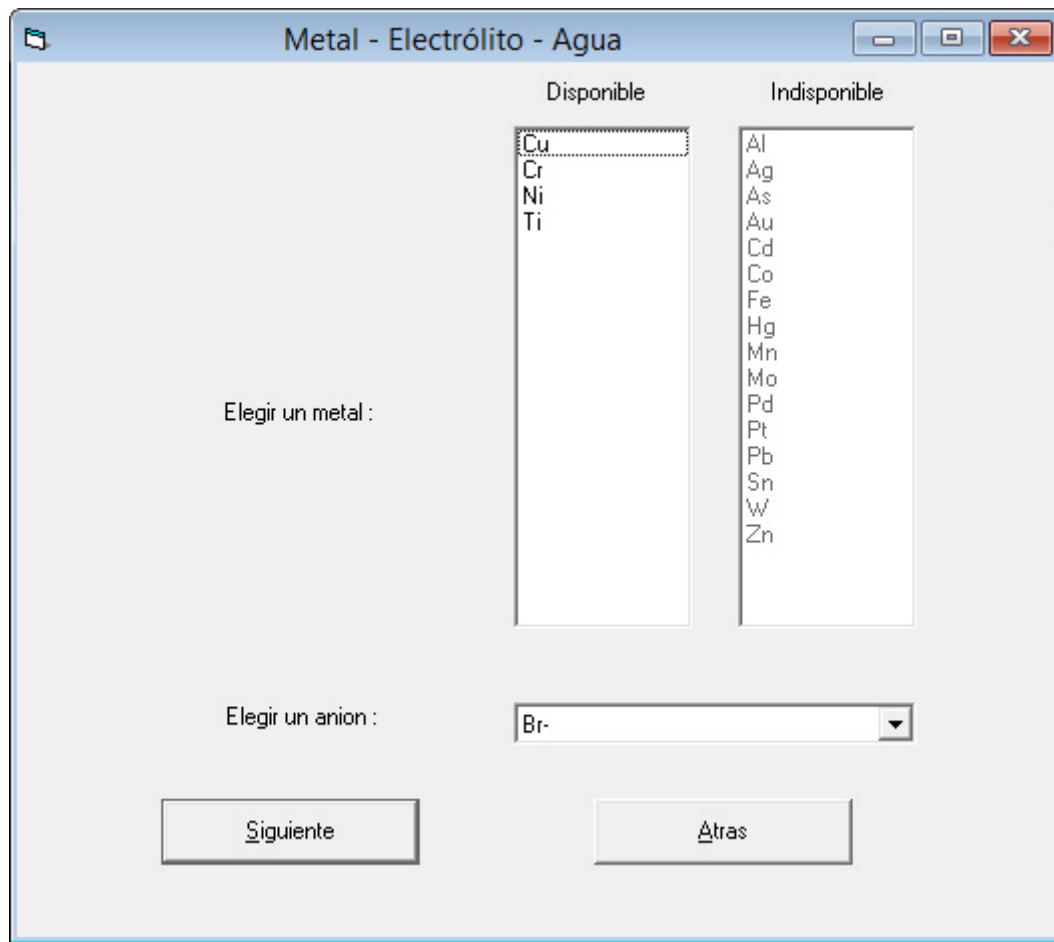 Metal - Electrólito - Agua
Disponible
Indisponible
Cu
Cr
Ni
Ti
Al
Ag
As
Au
Cd
Co
Fe
Hg
Mn
Mo
Pd
Pt
Pb
Sn
W
Zn
Elegir un metal :
Elegir un anion :
Br-
Siguiente
Atras